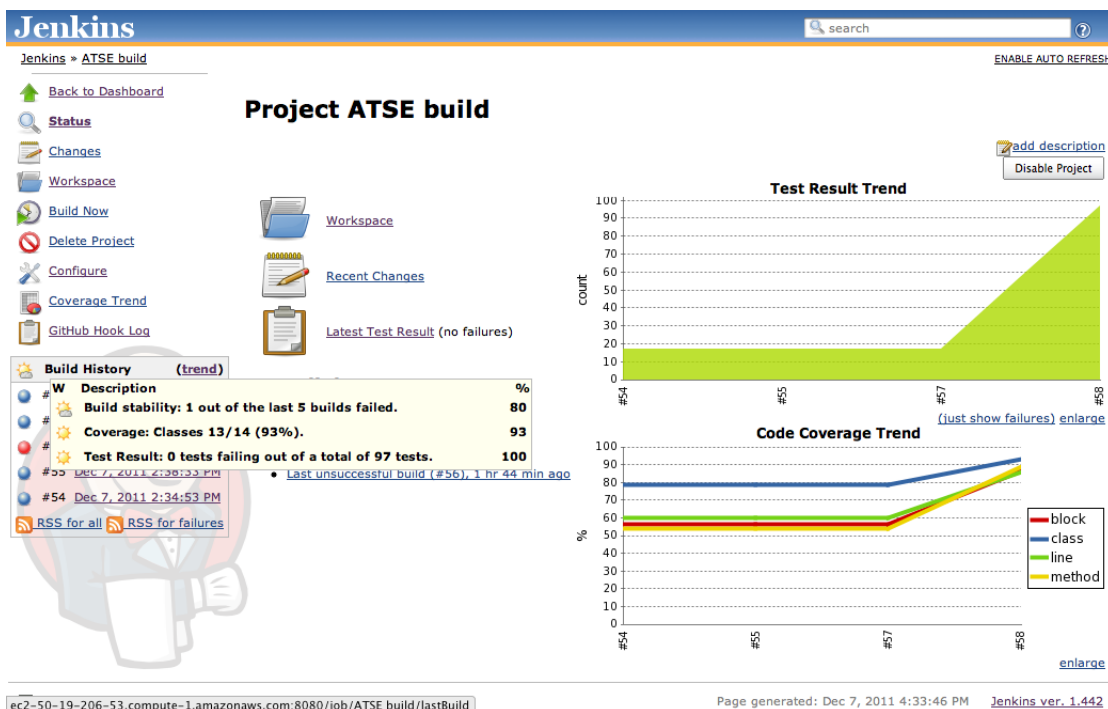 Jenkins
search
Jenkins » ATSE build
ENABLE AUTO REFRESH
Back to Dashboard
Status
Changes
Workspace
Build Now
Delete Project
Configure
Coverage Trend
GitHub Hook Log
Project ATSE build
add description
Disable Project
Workspace
Recent Changes
Latest Test Result (no failures)
Build History (trend)
W Description %
Build stability: 1 out of the last 5 builds failed. 80
Coverage: Classes 13/14 (93%). 93
Test Result: 0 tests failing out of a total of 97 tests. 100
#55 Dec 7, 2011 2:38:33 PM
#54 Dec 7, 2011 2:34:53 PM
RSS for all RSS for failures
Last unsuccessful build (#56), 1 hr 44 min ago
Test Result Trend
count
100
90
80
70
60
50
40
30
20
10
0
#54
#55
#57
#58
(just show failures) enlarge
Code Coverage Trend
%
100
90
80
70
60
50
40
30
20
10
0
#54
#55
#57
#58
block
class
line
method
enlarge
ec2-50-19-206-53.compute-1.amazonaws.com:8080/job/ATSE build/lastBuild
Page generated: Dec 7, 2011 4:33:46 PM Jenkins ver. 1.442